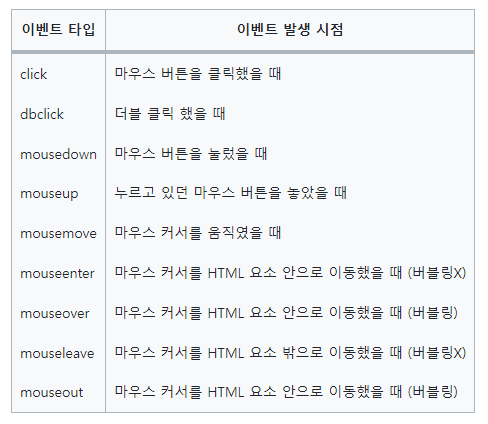 이벤트 타입 이벤트 발생 시점
click 마우스 버튼을 클릭했을 때
dbclick 더블 클릭 했을 때
mousedown 마우스 버튼을 눌렀을 때
mouseup 누르고 있던 마우스 버튼을 놓았을 때
mousemove 마우스 커서를 움직였을 때
mouseenter 마우스 커서를 HTML 요소 안으로 이동했을 때 (버블링X)
mouseover 마우스 커서를 HTML 요소 안으로 이동했을 때 (버블링)
mouseleave 마우스 커서를 HTML 요소 밖으로 이동했을 때 (버블링X)
mouseout 마우스 커서를 HTML 요소 안으로 이동했을 때 (버블링)